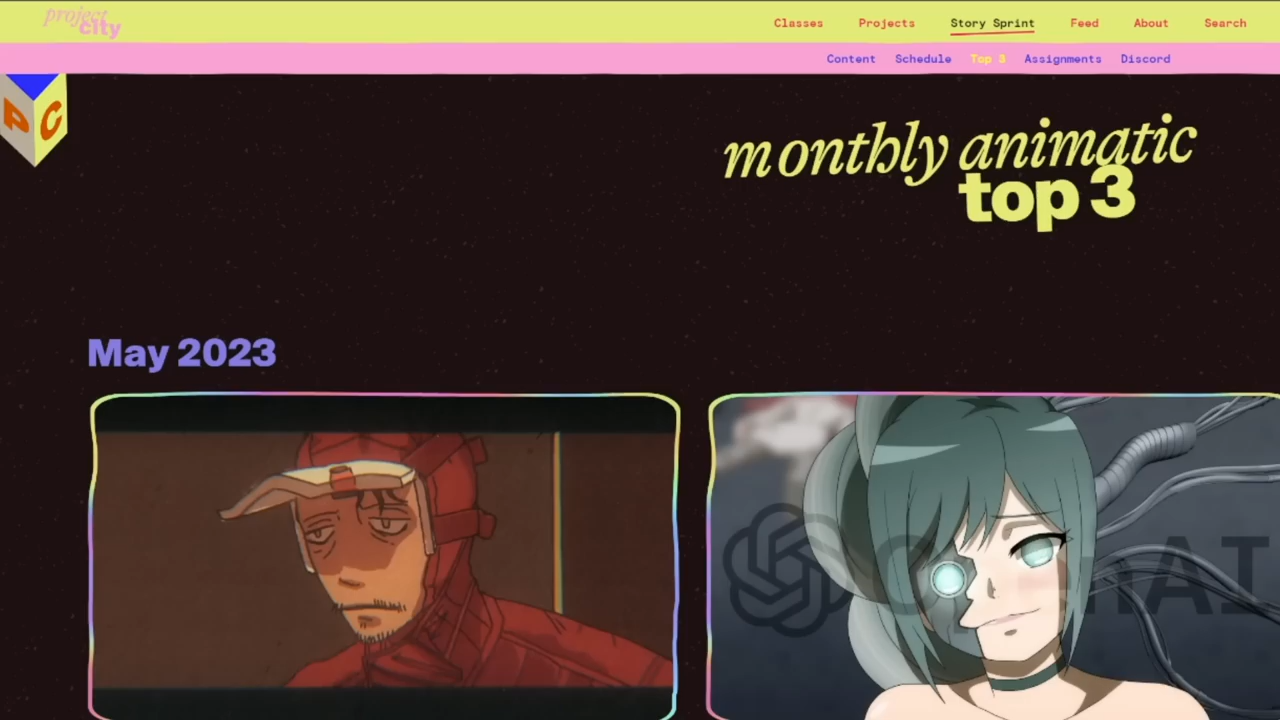 project
city
Classes Projects Story Sprint Feed About Search
Content Schedule Top 3 Assignments Discord
P C
monthly animatic
top 3
May 2023
OpenAI